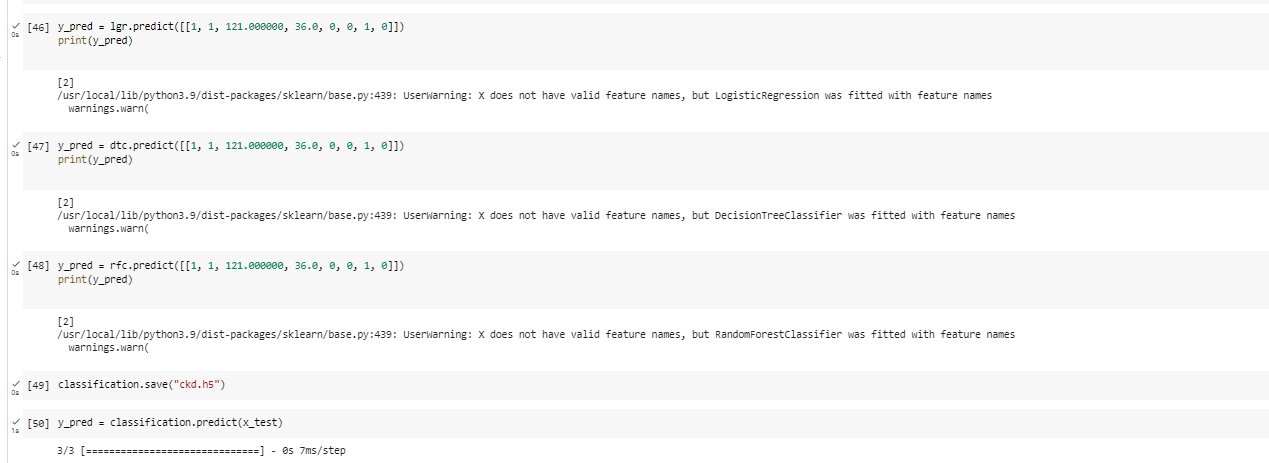 [46] y_pred = lgr.predict([[1, 1, 121.000000, 36.0, 0, 0, 1, 0]])
0s
print(y_pred)
[2]
/usr/local/lib/python3.9/dist-packages/sklearn/base.py:439: UserWarning: X does not have valid feature names, but LogisticRegression was fitted with feature names
warnings.warn(
[47] y_pred = dtc.predict([[1, 1, 121.000000, 36.0, 0, 0, 1, 0]])
0s
print(y_pred)
[2]
/usr/local/lib/python3.9/dist-packages/sklearn/base.py:439: UserWarning: X does not have valid feature names, but DecisionTreeClassifier was fitted with feature names
warnings.warn(
[48] y_pred = rfc.predict([[1, 1, 121.000000, 36.0, 0, 0, 1, 0]])
0s
print(y_pred)
[2]
/usr/local/lib/python3.9/dist-packages/sklearn/base.py:439: UserWarning: X does not have valid feature names, but RandomForestClassifier was fitted with feature names
warnings.warn(
[49] classification.save("ckd.h5")
0s
[50] y_pred = classification.predict(x_test)
1s
3/3 [==============================] - 0s 7ms/step